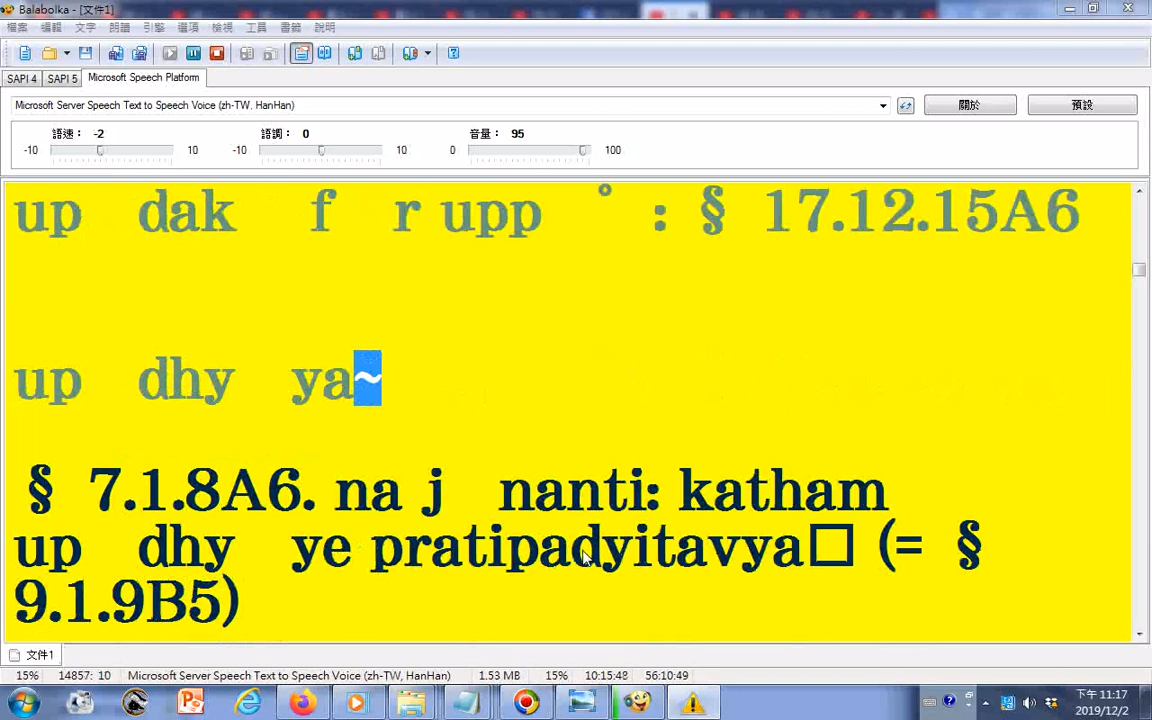 Balabolka - [文件1]
檔案 編輯 文字 朗讀 引擎 選項 檢視 工具 書籤 說明
SAPI 4 SAPI 5 Microsoft Speech Platform
Microsoft Server Speech Text to Speech Voice (zh-TW, HanHan) 關於 預設
語速： -2 語調： 0 音量： 95
-10 10 -10 10 0 100
up dak f r upp ° : § 17.12.15A6
up dhy ya~
§ 7.1.8A6. na j nanti: katham
up dhy ye pratipadyitavya□ (= §
9.1.9B5)
文件1
15% 14857: 10 Microsoft Server Speech Text to Speech Voice (zh-TW, HanHan) 1.53 MB 15% 10:15:48 56:10:49
下午 11:17
2019/12/2